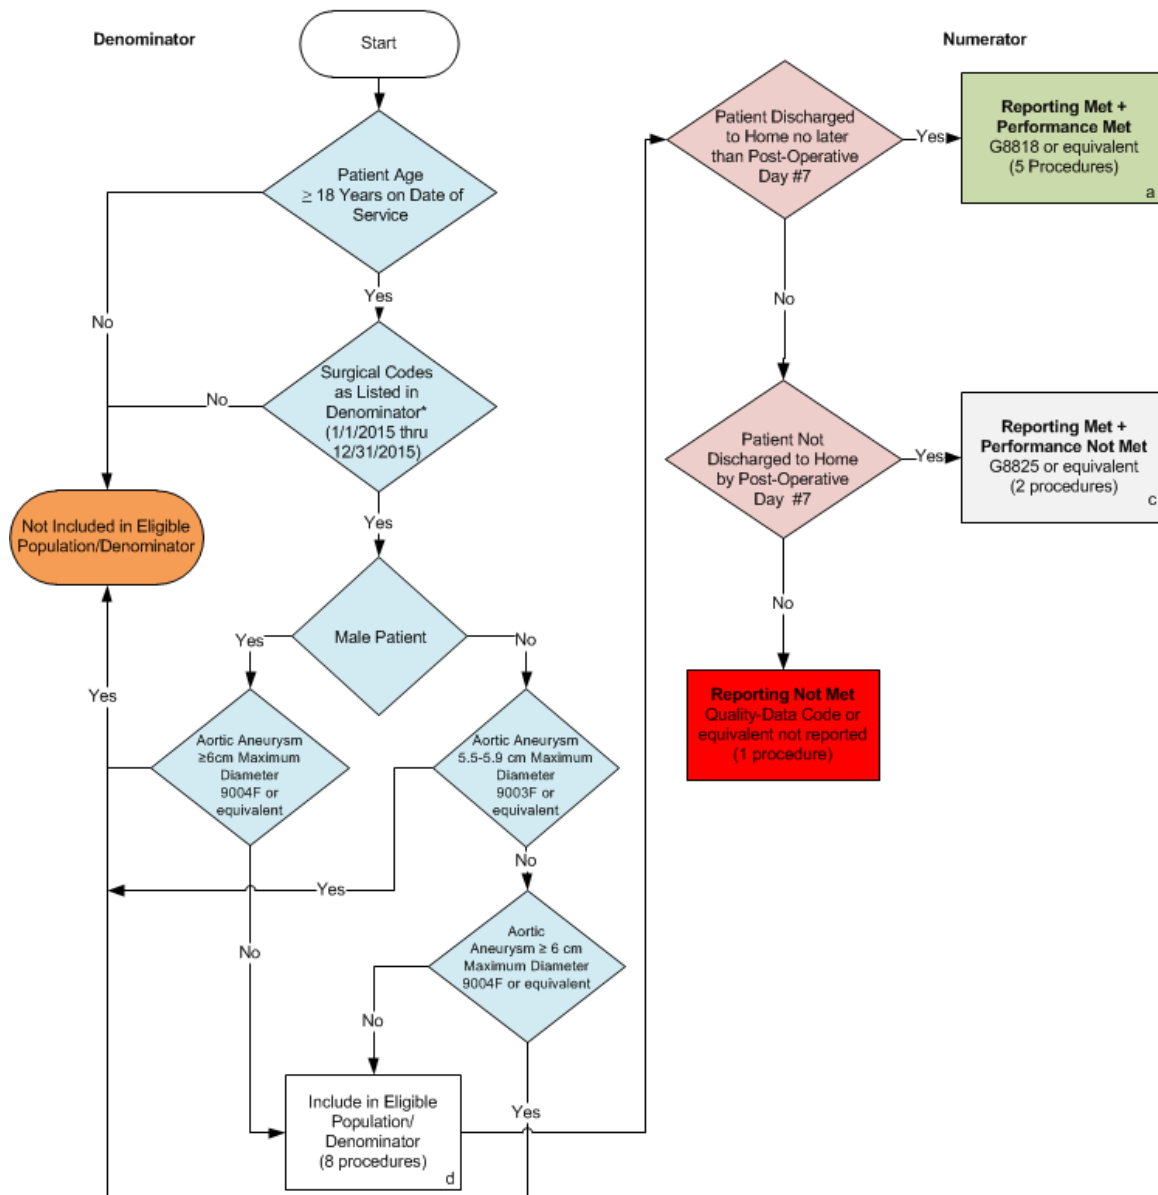 Denominator
Start
Numerator
Patient Age
≥ 18 Years on Date of
Service
No
Yes
Surgical Codes
as Listed in
Denominator*
(1/1/2015 thru
12/31/2015)
No
Yes
Not Included in Eligible
Population/Denominator
Male Patient
Yes
No
Yes
Aortic Aneurysm
≥6cm Maximum
Diameter
9004F or
equivalent
Aortic Aneurysm
5.5-5.9 cm Maximum
Diameter
9003F or
equivalent
Yes
No
No
Aortic
Aneurysm ≥ 6 cm
Maximum Diameter
9004F or equivalent
No
Yes
Include in Eligible
Population/
Denominator
(8 procedures)
d
Patient Discharged
to Home no later
than Post-Operative
Day #7
Yes
Reporting Met +
Performance Met
G8818 or equivalent
(5 Procedures)
a
No
Patient Not
Discharged to Home
by Post-Operative
Day #7
Yes
Reporting Met +
Performance Not Met
G8825 or equivalent
(2 procedures)
c
No
Reporting Not Met
Quality-Data Code or
equivalent not reported
(1 procedure)